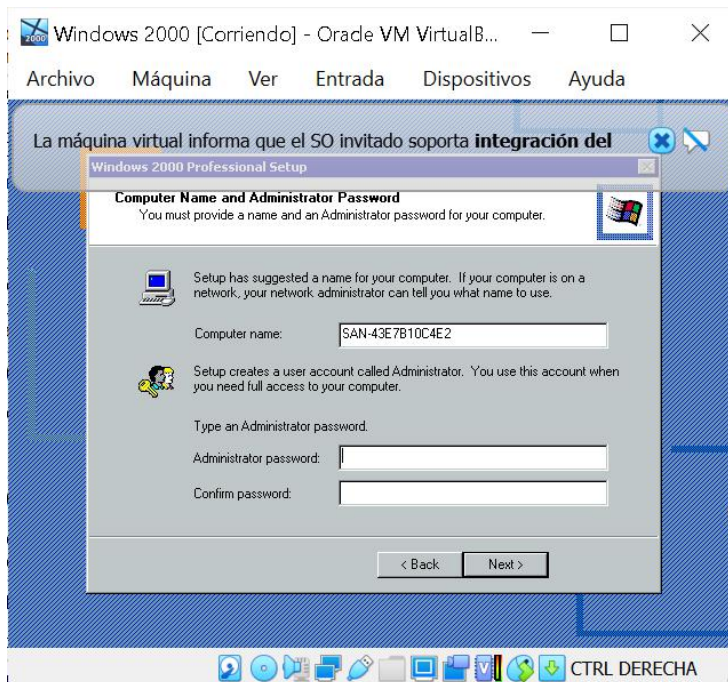 Windows 2000 [Corriendo] - Oracle VM VirtualB...
Archivo Máquina Ver Entrada Dispositivos Ayuda
La máquina virtual informa que el SO invitado soporta integración del
Windows 2000 Professional Setup
Computer Name and Administrator Password
You must provide a name and an Administrator password for your computer.
Setup has suggested a name for your computer. If your computer is on a
network, your network administrator can tell you what name to use.
Computer name: SAN-43E7B10C4E2
Setup creates a user account called Administrator. You use this account when
you need full access to your computer.
Type an Administrator password.
Administrator password:
Confirm password:
< Back Next >
CTRL DERECHA